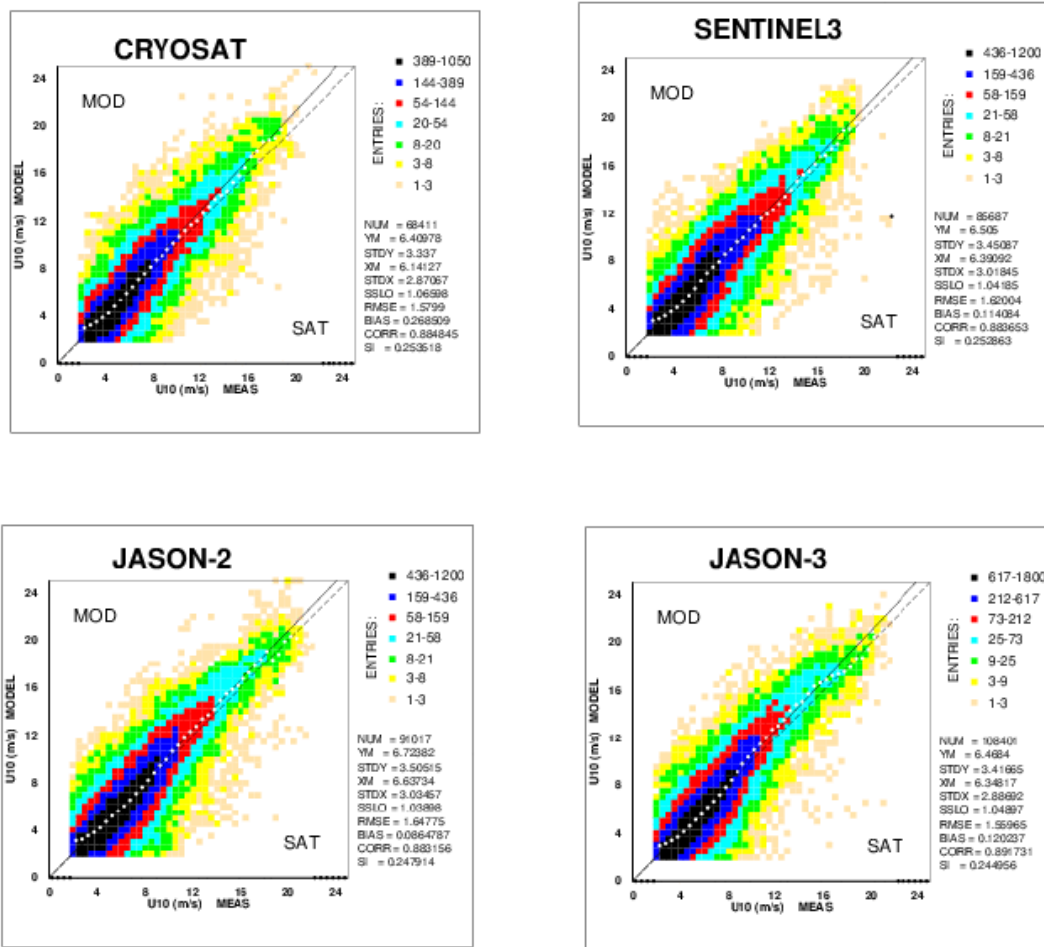 CRYOSAT
24
20
16
12
8
4
0
U10 (m/s) MODEL
MOD
SAT
0 4 8 12 16 20 24
U10 (m/s) MEAS
ENTRIES:
389-1050
144-389
54-144
20-54
8-20
3-8
1-3
NUM = 68411
YM = 6.40978
STDY = 3.337
XM = 6.14127
STDX = 2.87067
SSLO = 1.06598
RMSE = 1.5799
BIAS = 0.268509
CORR = 0.884845
SI = 0.253518
SENTINEL3
24
20
16
12
8
4
0
U10 (m/s) MODEL
MOD
SAT
0 4 8 12 16 20 24
U10 (m/s) MEAS
ENTRIES:
436-1200
159-436
58-159
21-58
8-21
3-8
1-3
NUM = 85687
YM = 6.505
STDY = 3.45087
XM = 6.39092
STDX = 3.01845
SSLO = 1.04185
RMSE = 1.62004
BIAS = 0.114084
CORR = 0.883653
SI = 0.252863
JASON-2
24
20
16
12
8
4
0
U10 (m/s) MODEL
MOD
SAT
0 4 8 12 16 20 24
U10 (m/s) MEAS
ENTRIES:
436-1200
159-436
58-159
21-58
8-21
3-8
1-3
NUM = 91017
YM = 6.72382
STDY = 3.50515
XM = 6.63734
STDX = 3.03457
SSLO = 1.03898
RMSE = 1.64775
BIAS = 0.0864787
CORR = 0.883156
SI = 0.247914
JASON-3
24
20
16
12
8
4
0
U10 (m/s) MODEL
MOD
SAT
0 4 8 12 16 20 24
U10 (m/s) MEAS
ENTRIES:
617-1800
212-617
73-212
25-73
9-25
3-9
1-3
NUM = 108401
YM = 6.4684
STDY = 3.41665
XM = 6.34817
STDX = 2.88692
SSLO = 1.04897
RMSE = 1.55965
BIAS = 0.120237
CORR = 0.891731
SI = 0.244956